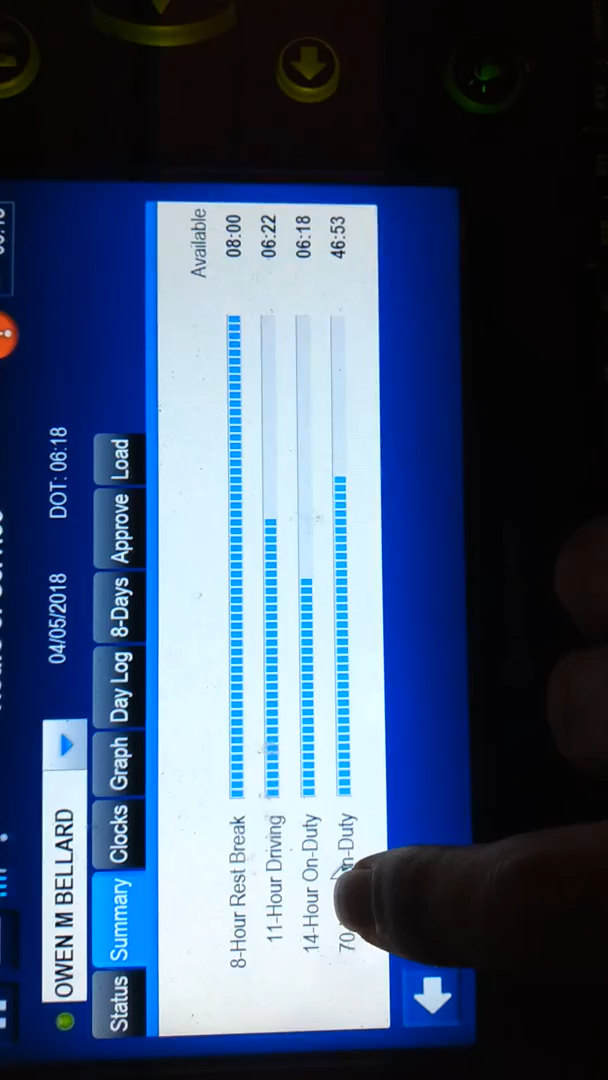 OWEN M BELLARD
04/05/2018 DOT: 06:18
Status Summary Clocks Graph Day Log 8-Days Approve Load
Available
8-Hour Rest Break 08:00
11-Hour Driving 06:22
14-Hour On-Duty 06:18
70 n-Duty 46:53